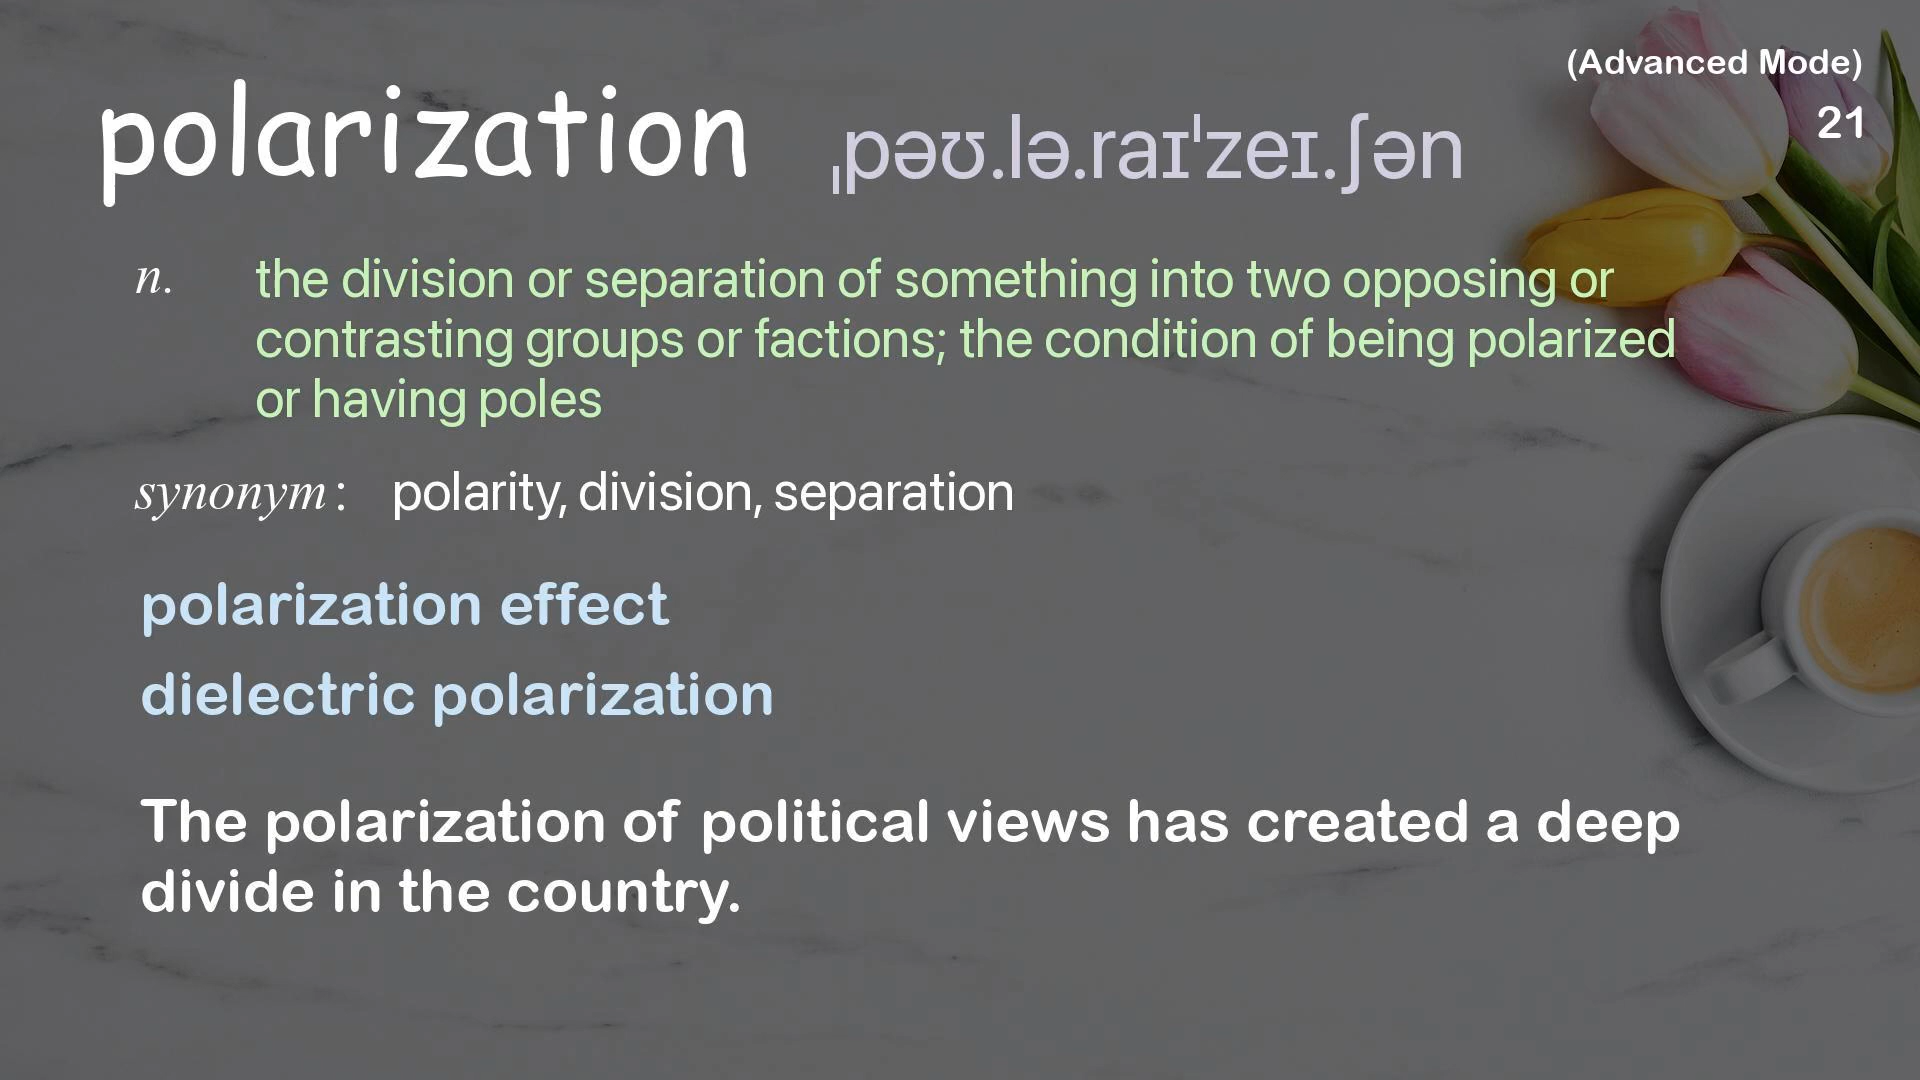 (Advanced Mode)
21
polarization ˌpəʊ.lə.raɪˈzeɪ.ʃən
n. the division or separation of something into two opposing or
contrasting groups or factions; the condition of being polarized
or having poles
synonym: polarity, division, separation
polarization effect
dielectric polarization
The polarization of political views has created a deep
divide in the country.